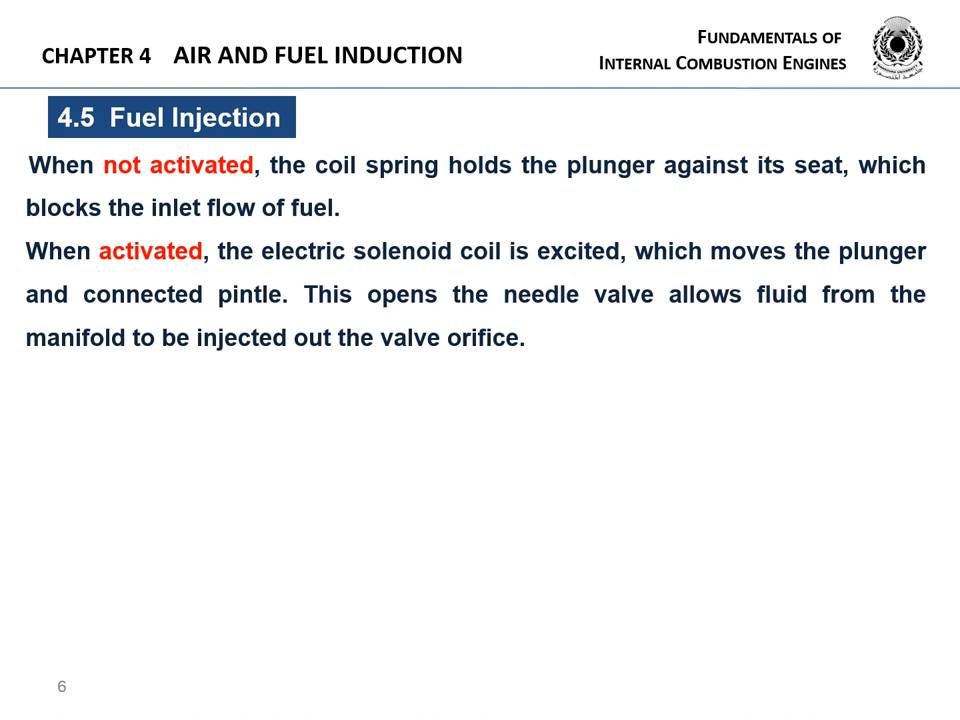 CHAPTER 4 AIR AND FUEL INDUCTION
FUNDAMENTALS OF
INTERNAL COMBUSTION ENGINES
4.5 Fuel Injection
When not activated, the coil spring holds the plunger against its seat, which
blocks the inlet flow of fuel.
When activated, the electric solenoid coil is excited, which moves the plunger
and connected pintle. This opens the needle valve allows fluid from the
manifold to be injected out the valve orifice.
6